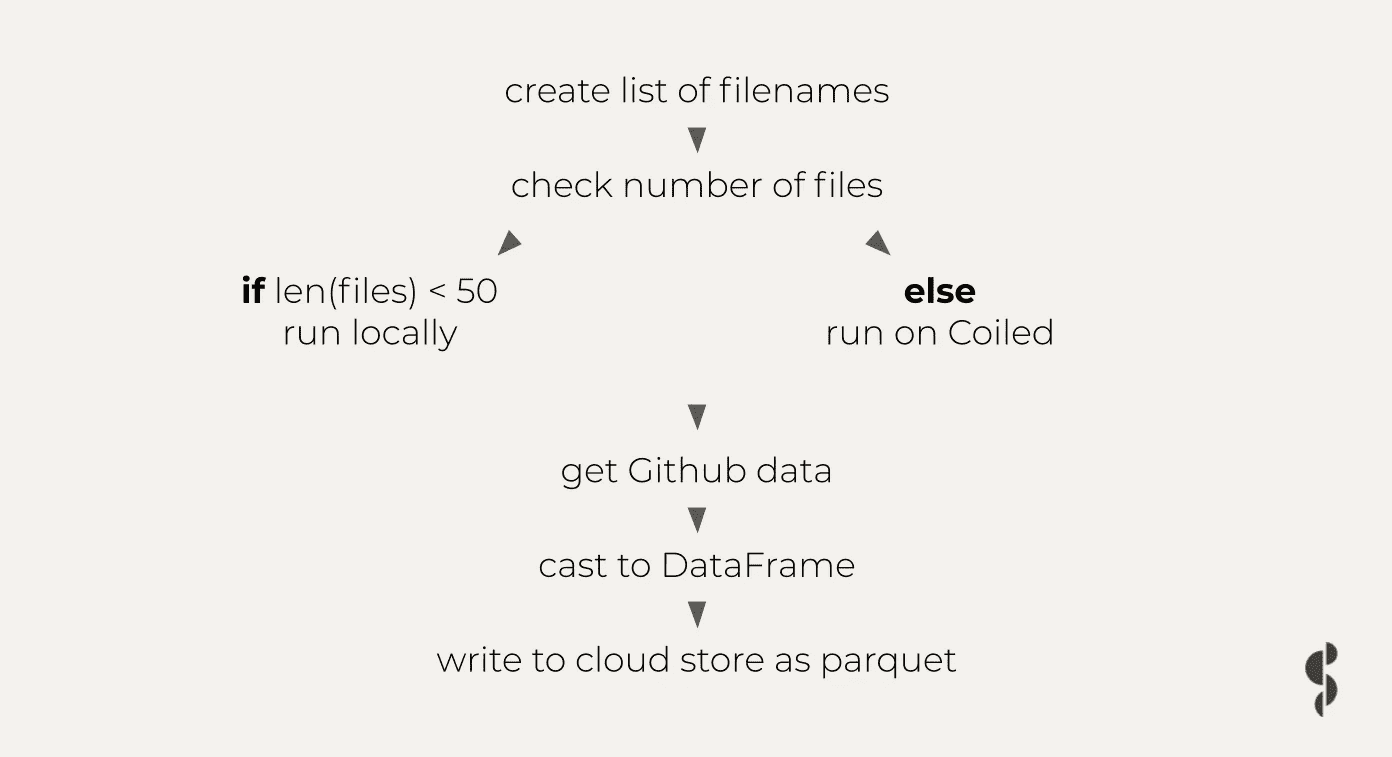 create list of filenames
check number of files
if len(files) < 50
run locally
else
run on Coiled
get Github data
cast to DataFrame
write to cloud store as parquet